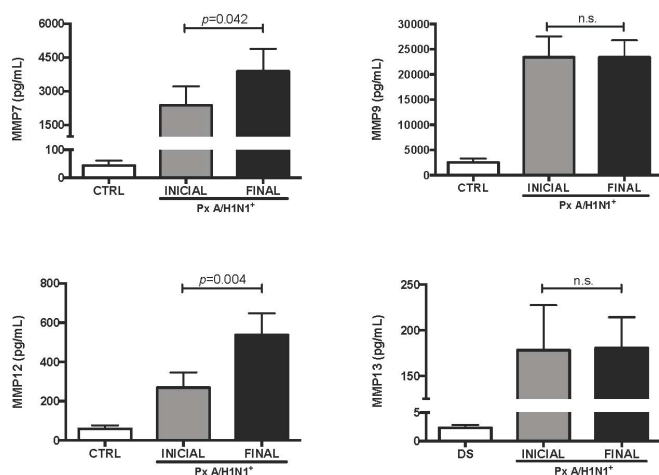 p=0.042
MMP7 (pg/mL)
7500
6000
4500
3000
1500
100
0
CTRL INICIAL FINAL
Px A/H1N1+
n.s.
MMP9 (pg/mL)
30000
25000
20000
15000
10000
5000
0
CTRL INICIAL FINAL
Px A/H1N1+
p=0.004
MMP12 (pg/mL)
800
600
400
200
0
CTRL INICIAL FINAL
Px A/H1N1+
n.s.
MMP13 (pg/mL)
250
200
150
5
0
DS INICIAL FINAL
Px A/H1N1+